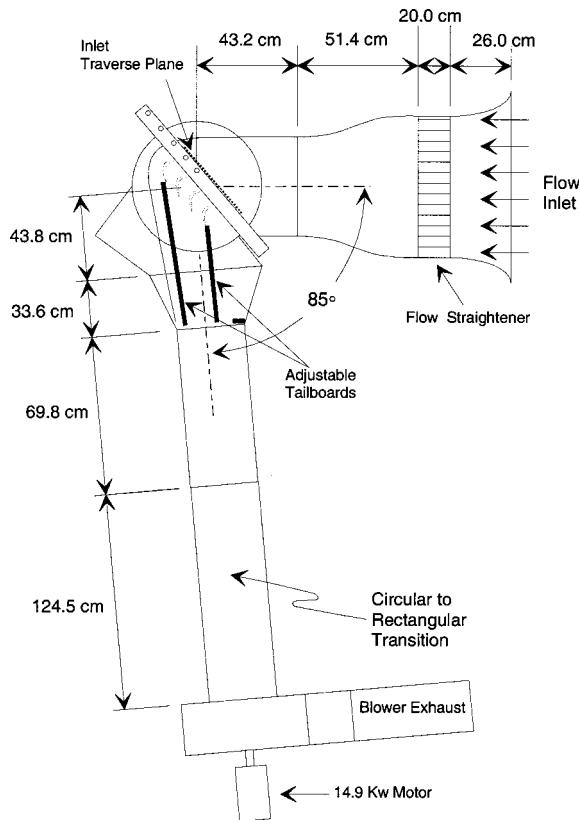 20.0 cm
43.2 cm
51.4 cm
26.0 cm
Inlet
Traverse Plane
Flow
Inlet
43.8 cm
33.6 cm
85°
Flow Straightener
Adjustable
Tailboards
69.8 cm
124.5 cm
Circular to
Rectangular
Transition
Blower Exhaust
14.9 Kw Motor